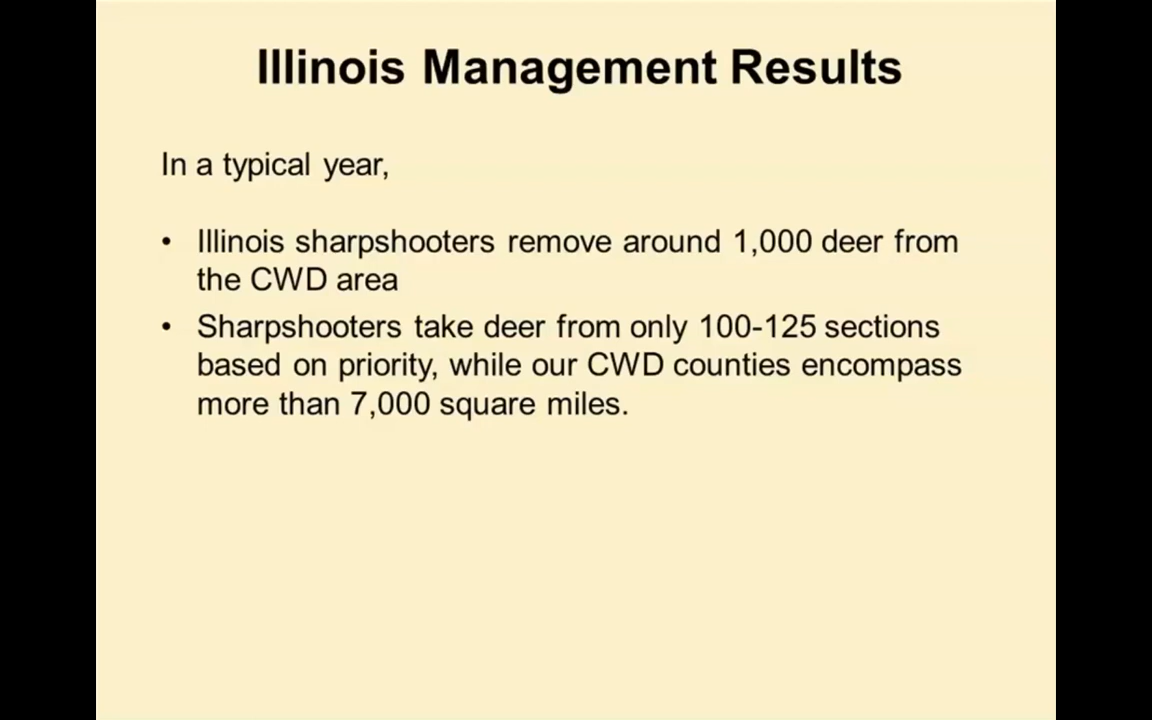 Illinois Management Results
In a typical year,
• Illinois sharpshooters remove around 1,000 deer from
the CWD area
• Sharpshooters take deer from only 100-125 sections
based on priority, while our CWD counties encompass
more than 7,000 square miles.